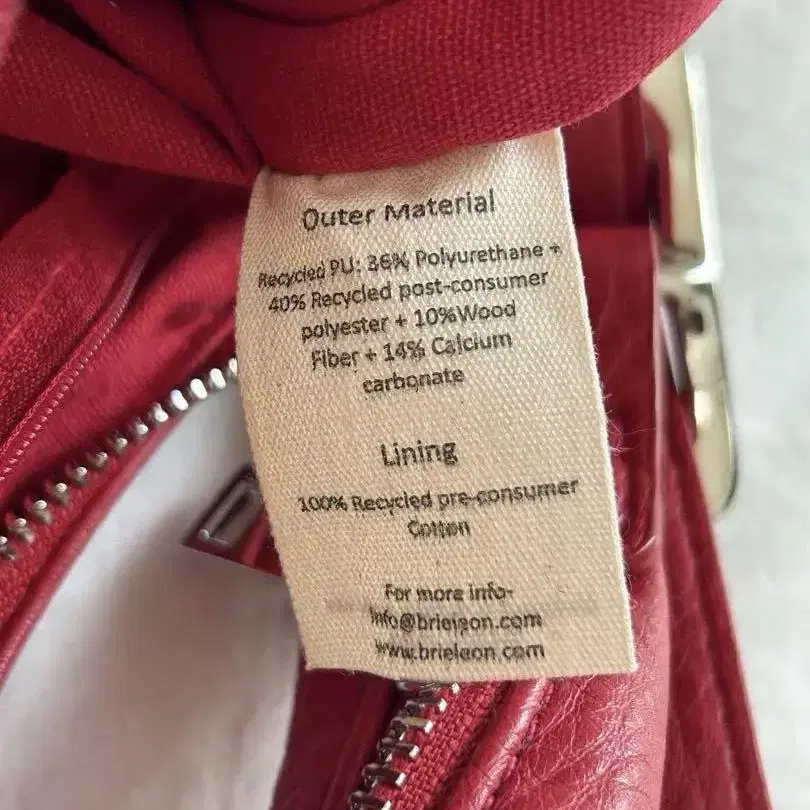 Outer Material
Recycled PU: 36% Polyurethane +
40% Recycled post-consumer
polyester + 10%Wood
Fiber + 14% Calcium
carbonate
Lining
100% Recycled pre-consumer
Cotton
For more info-
info@brieleon.com
www.brieleon.com